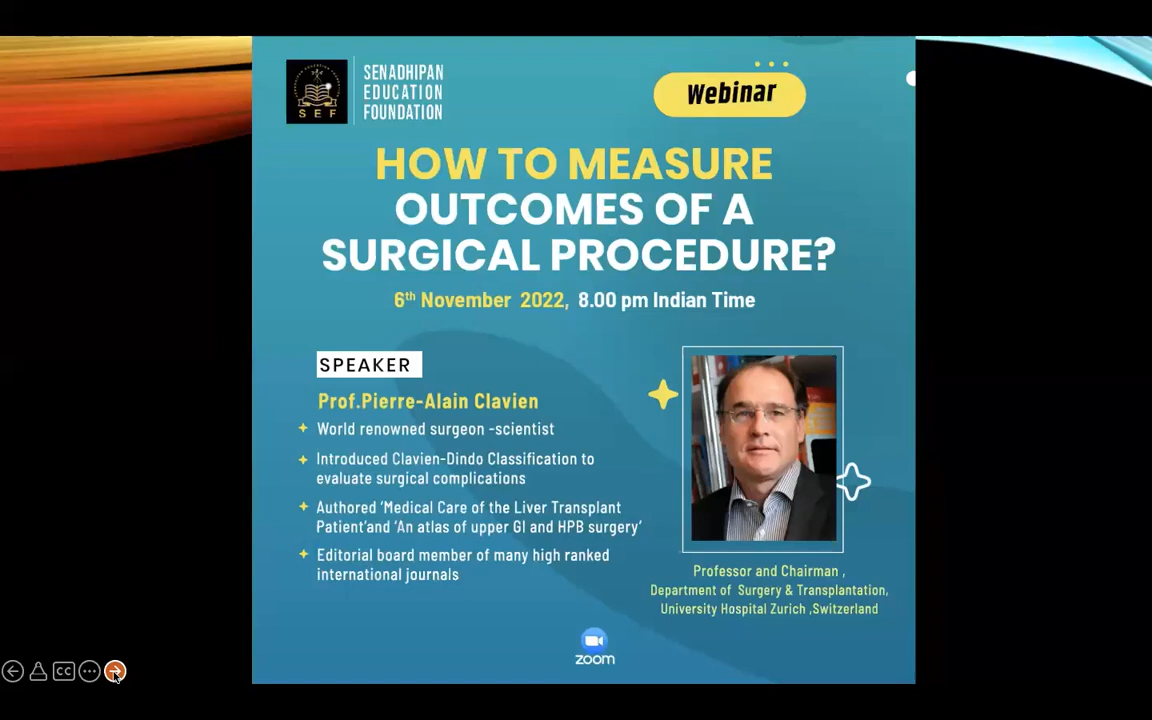 SENADHIPAN
EDUCATION
FOUNDATION
SEF
Webinar
HOW TO MEASURE
OUTCOMES OF A
SURGICAL PROCEDURE?
6th November 2022, 8.00 pm Indian Time
SPEAKER
Prof.Pierre-Alain Clavien
World renowned surgeon -scientist
Introduced Clavien-Dindo Classification to
evaluate surgical complications
Authored ‘Medical Care of the Liver Transplant
Patient’and ‘An atlas of upper GI and HPB surgery’
Editorial board member of many high ranked
international journals
Professor and Chairman ,
Department of Surgery & Transplantation,
University Hospital Zurich ,Switzerland
zoom
CC